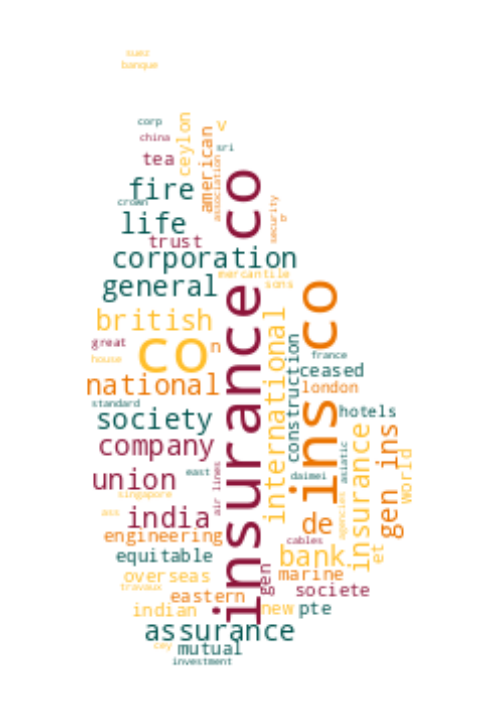 suez
banque
corp
china
ceylon
v
american
sri
tea
association
fire
crown
life
trust
security
b
corporation
mercantile
general
sons
insurance co
ins co
british
co
n
great
house
international
construction
france
ceased
national
london
standard
society
hotels
company
insurance
gen ins
world
asiatic
union
east
air lines
daimei
singapore
agencies
ass
india
de
engineering
cables
equitable
bank
et
gen
overseas
marine
travaux
eastern
societe
indian
new
pte
assurance
cey
mutual
investment